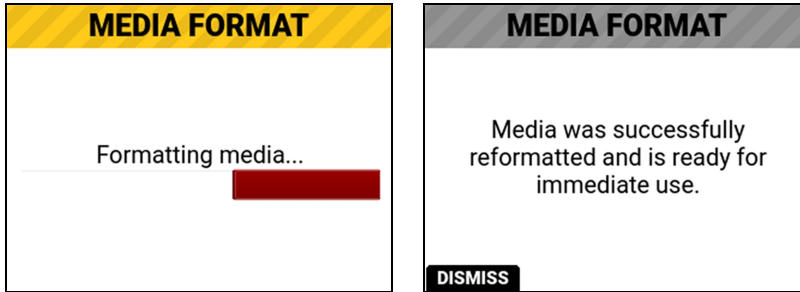 MEDIA FORMAT
Formatting media...
MEDIA FORMAT
Media was successfully
reformatted and is ready for
immediate use.
DISMISS